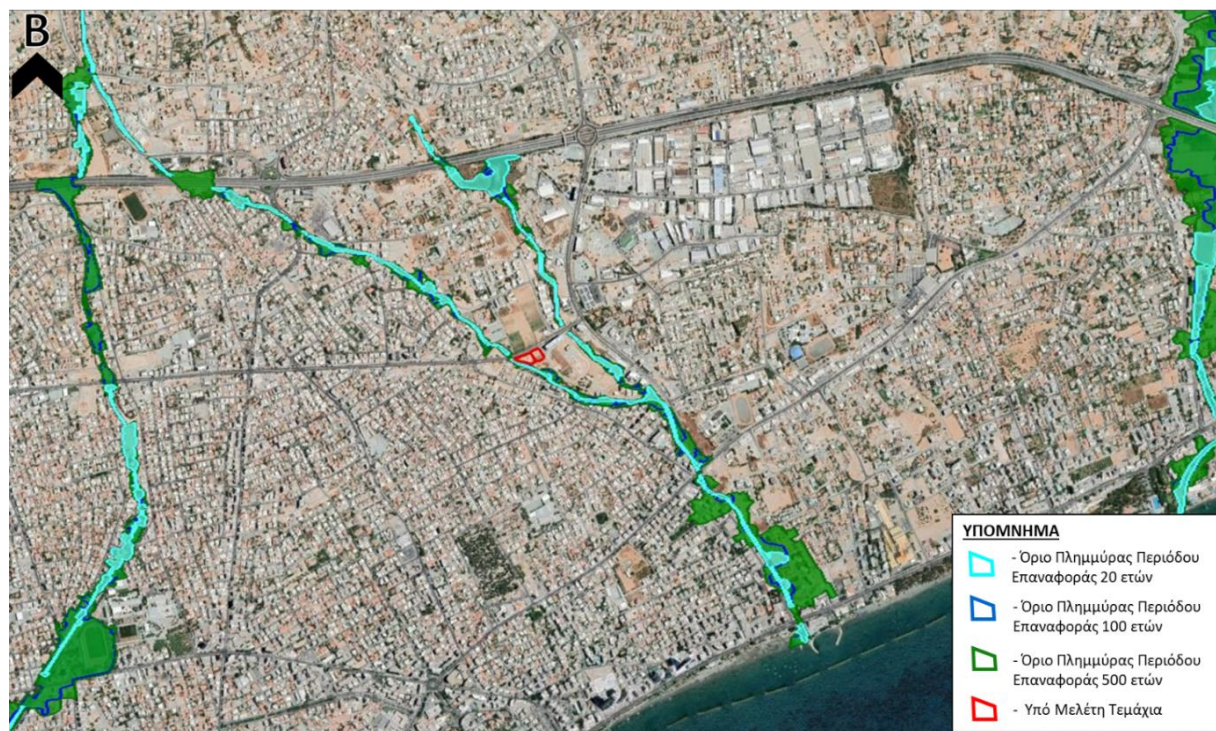 Β
ΥΠΟΜΝΗΜΑ
- Όριο Πλημμύρας Περιόδου
Επαναφοράς 20 ετών
- Όριο Πλημμύρας Περιόδου
Επαναφοράς 100 ετών
- Όριο Πλημμύρας Περιόδου
Επαναφοράς 500 ετών
- Υπό Μελέτη Τεμάχια